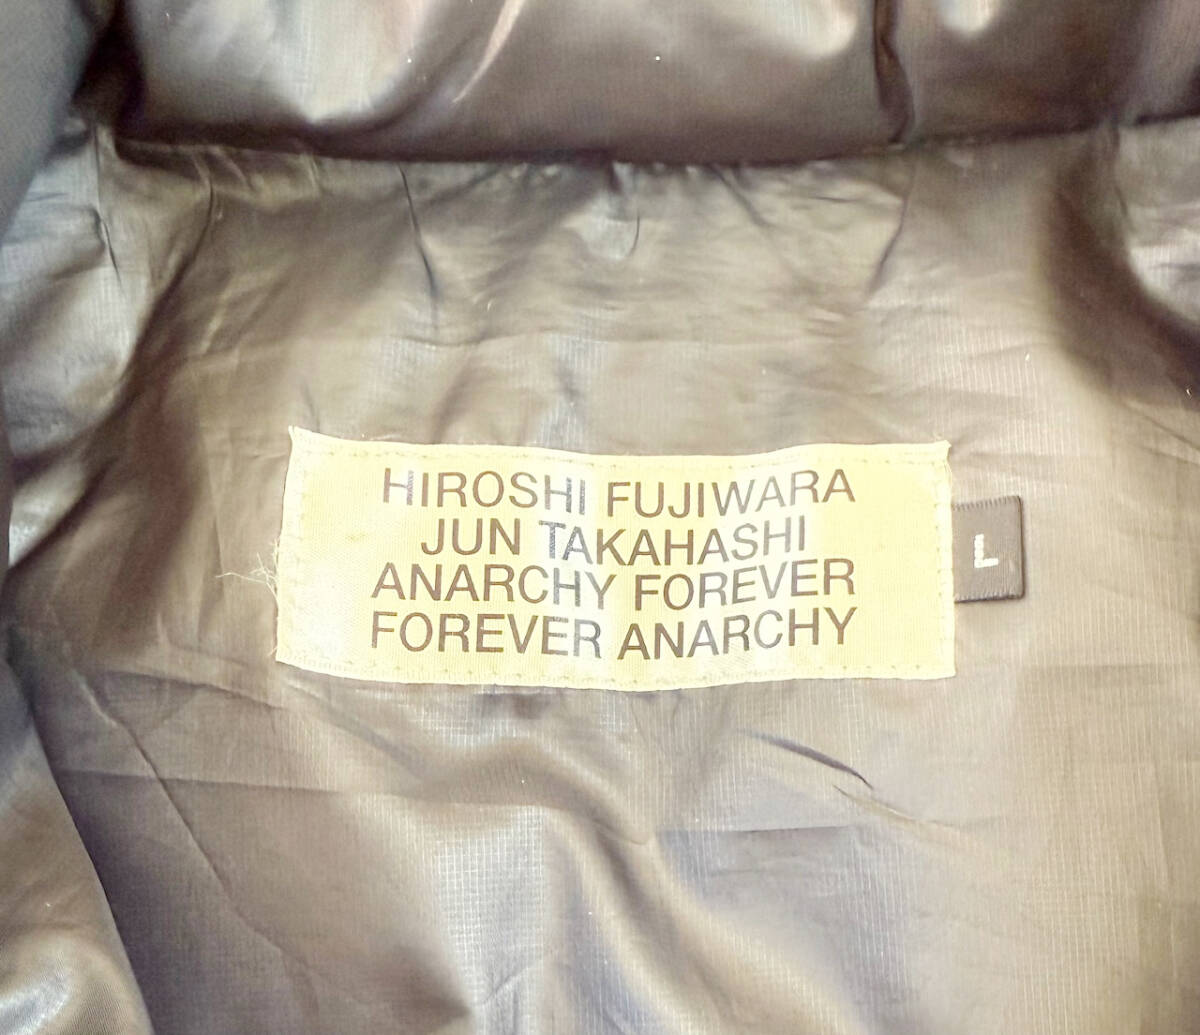 HIROSHI FUJIWARA
JUN TAKAHASHI
ANARCHY FOREVER
FOREVER ANARCHY
L